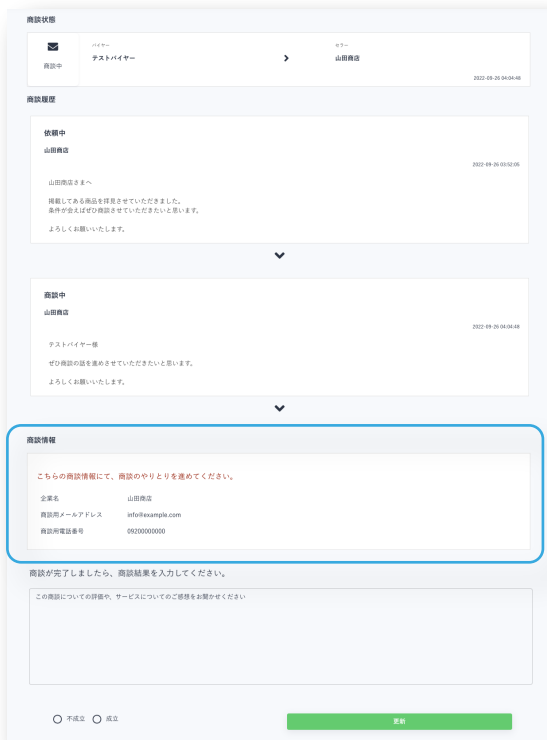 商談状態
バイヤー
セラー
テストバイヤー
山田商店
商談中
2022-09-26 04:04:48
商談履歴
依頼中
山田商店
2022-09-26 03:52:05
山田商店さまへ
掲載してある商品を拝見させていただきました。
条件が会えばぜひ商談させていただきたいと思います。
よろしくお願いいたします。
商談中
山田商店
2022-09-26 04:04:48
テストバイヤー様
ぜひ商談の話を進めさせていただきたいと思います。
よろしくお願いいたします。
商談情報
こちらの商談情報にて、商談のやりとりを進めてください。
企業名 山田商店
商談用メールアドレス info@example.com
商談用電話番号 09200000000
商談が完了しましたら、商談結果を入力してください。
この商談についての評価や、サービスについてのご感想をお聞かせください
不成立 成立 更新